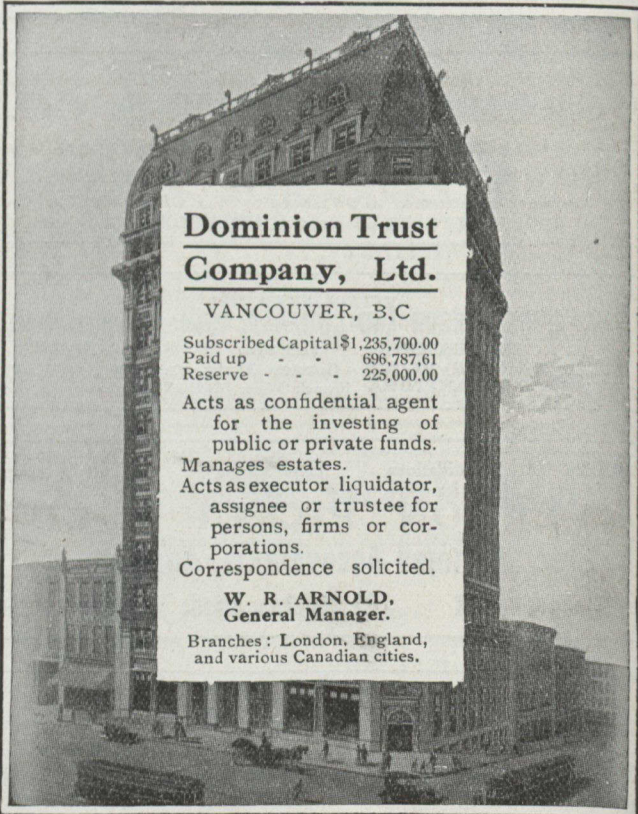 Dominion Trust
Company, Ltd.
VANCOUVER, B,C
Subscribed Capital $1,235,700.00
Paid up - - 696,787,61
Reserve - - - 225,000.00
Acts as confidential agent
for the investing of
public or private funds.
Manages estates.
Acts as executor liquidator,
assignee or trustee for
persons, firms or cor-
porations.
Correspondence solicited.
W. R. ARNOLD,
General Manager.
Branches: London. England,
and various Canadian cities.